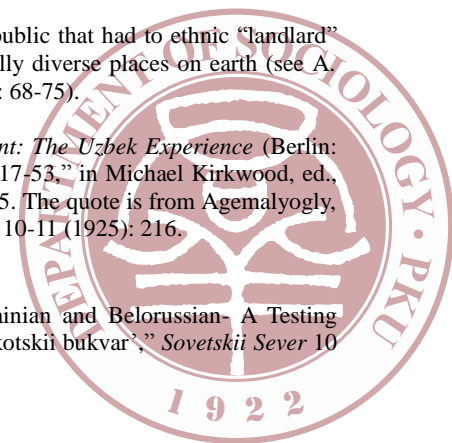 public that had to ethnic “landlard”
lly diverse places on earth (see A.
: 68-75).
nt: The Uzbek Experience (Berlin:
17-53,” in Michael Kirkwood, ed.,
5. The quote is from Agemalyogly,
10-11 (1925): 216.
inian and Belorussian- A Testing
kotskii bukvar’,” Sovetskii Sever 10
DEPARTMENT OF SOCIOLOGY · PKU
1922